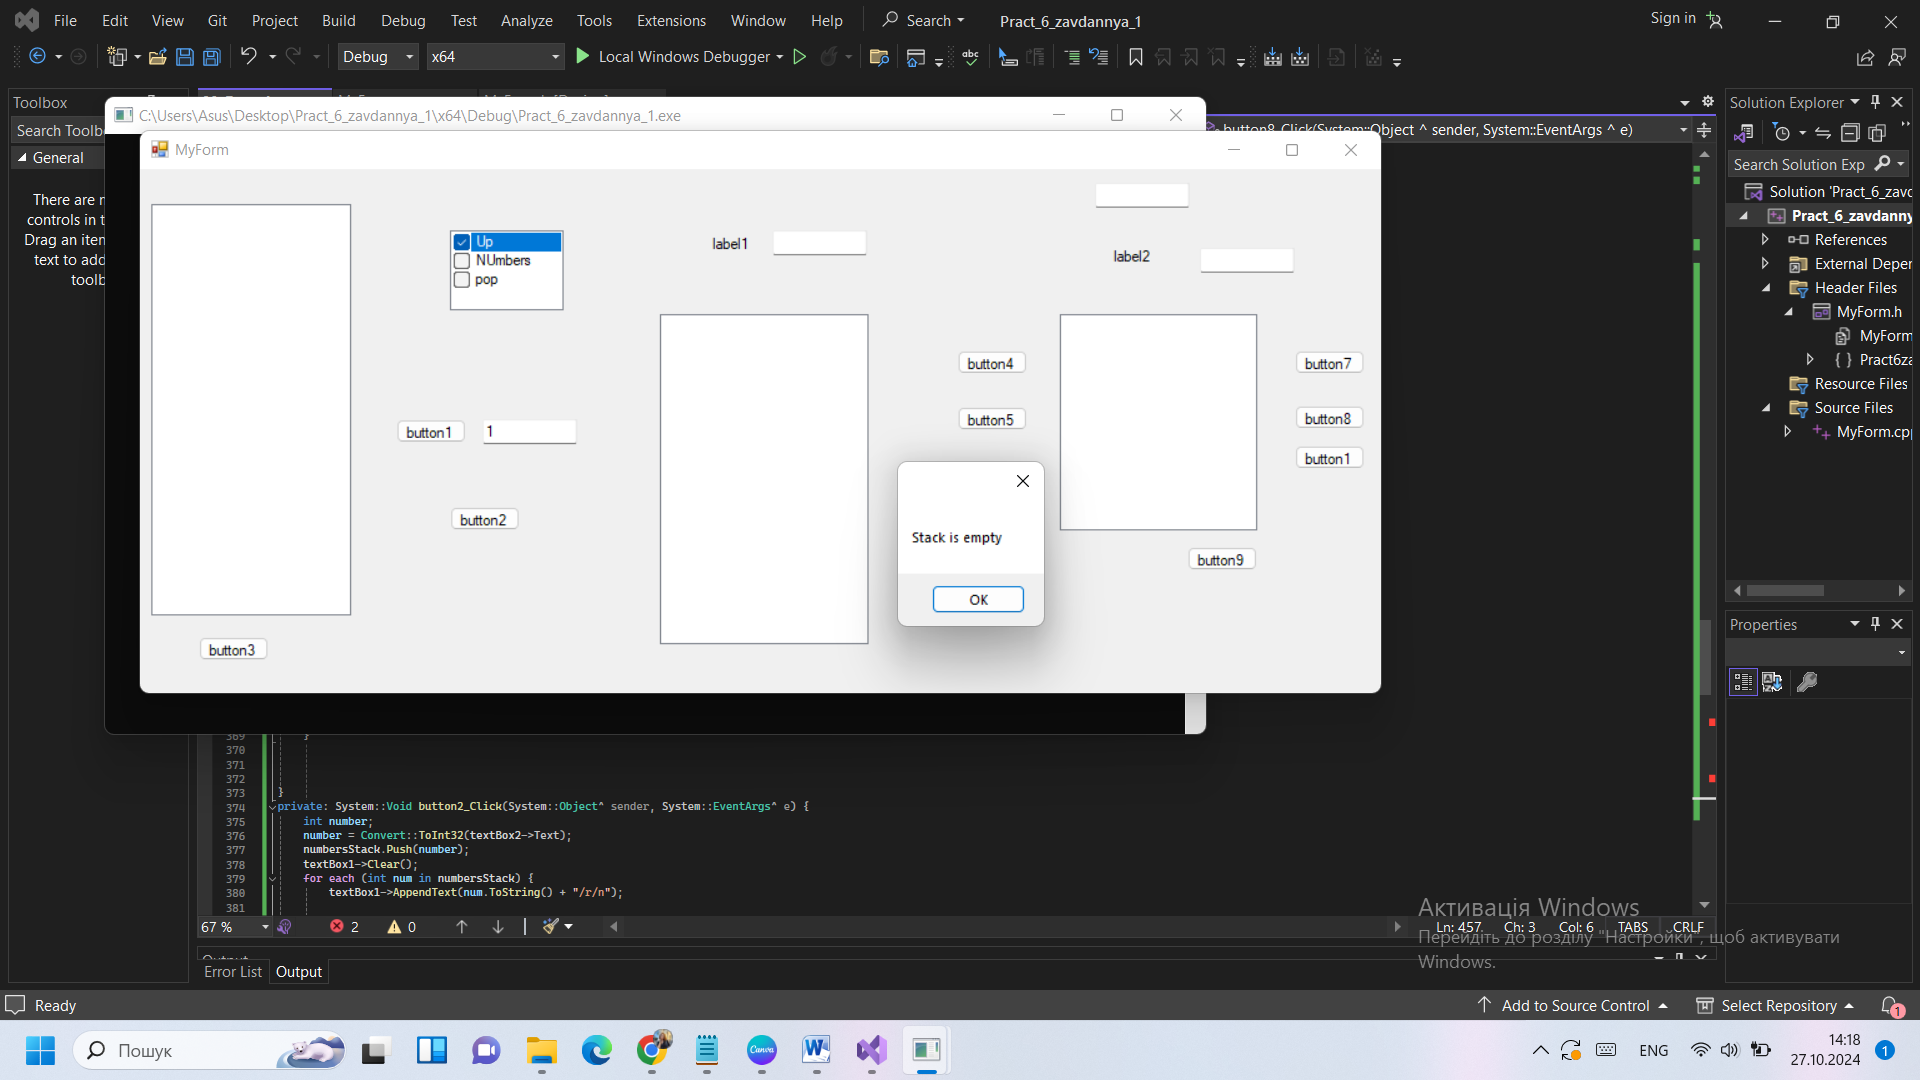 File Edit View Git Project Build Debug Test Analyze Tools Extensions Window Help Search Pract_6_zavdannya_1 Sign in
Debug x64 Local Windows Debugger
Toolbox
Search Toolb
General
There are
controls in t
Drag an iter
text to add
toolb
C:\Users\Asus\Desktop\Pract_6_zavdannya_1\x64\Debug\Pract_6_zavdannya_1.exe
button8_Click(System::Object ^ sender, System::EventArgs ^ e)
MyForm
Up
NUmbers
pop
label1
label2
button4
button7
button5
button8
button1
1
button1
button2
Stack is empty
OK
button9
button3
369 }
370
371
372
373 }
374 private: System::Void button2_Click(System::Object^ sender, System::EventArgs^ e) {
375 int number;
376 number = Convert::ToInt32(textBox2->Text);
377 numbersStack.Push(number);
378 textBox1->Clear();
379 for each (int num in numbersStack) {
380 textBox1->AppendText(num.ToString() + "/r/n");
381
67 % 2 0 Ln: 457 Ch: 3 Col: 6 TABS CRLF
Output
Error List Output
Solution Explorer
Search Solution Exp
Solution 'Pract_6_zavd
Pract_6_zavdanny
References
External Deper
Header Files
MyForm.h
MyForm
Pract6za
Resource Files
Source Files
MyForm.cpp
Properties
Активація Windows
Перейдіть до розділу "Настройки", щоб активувати
Windows.
Ready Add to Source Control Select Repository 1
Пошук Canva W ENG 14:18
27.10.2024 1